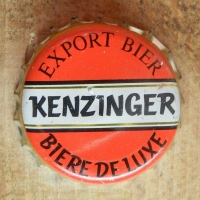 EXPORT BIER
KENZINGER
BIERE DE LUXE